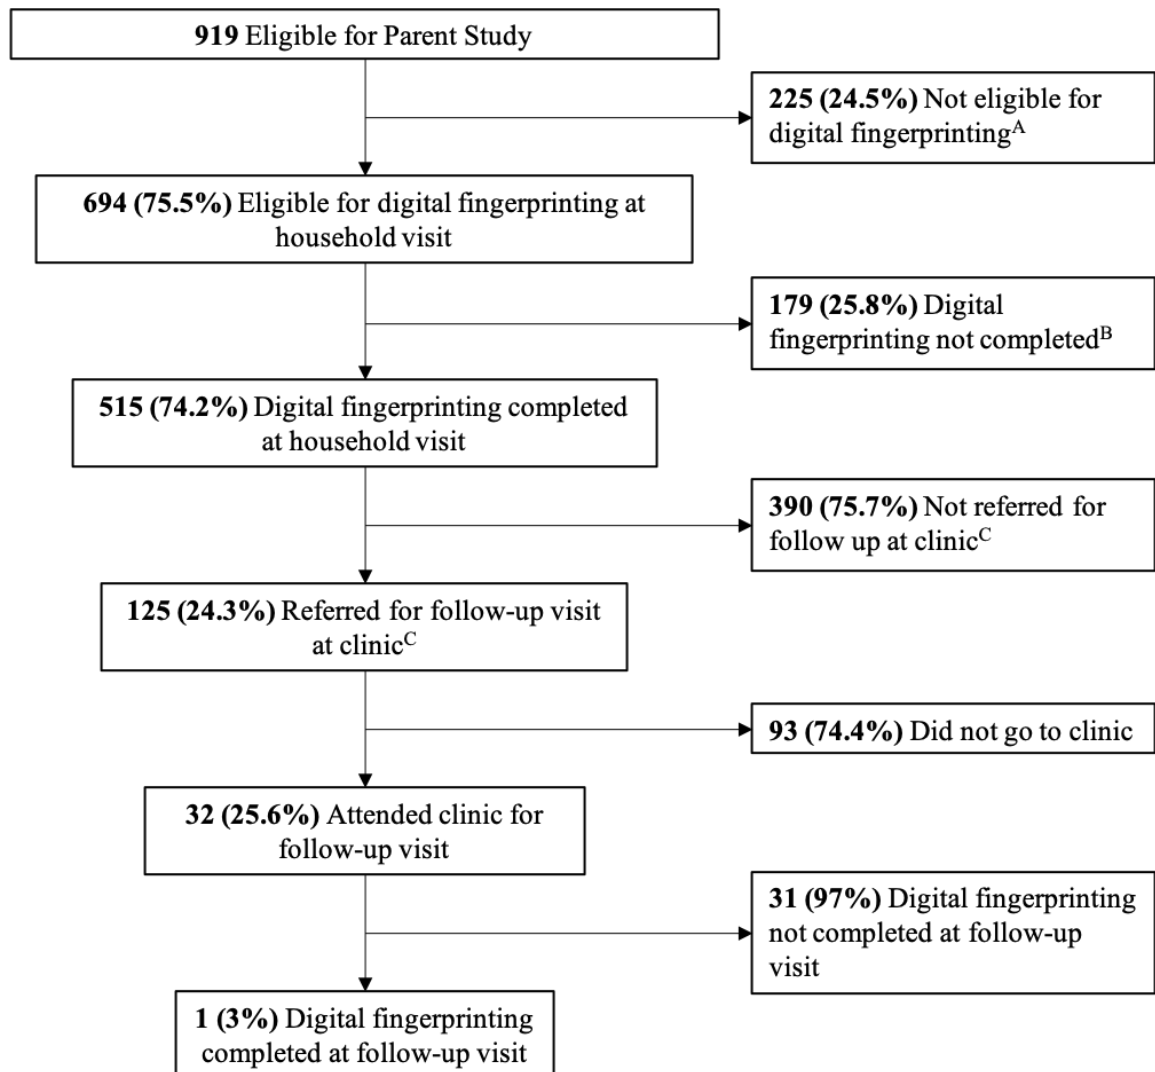 919 Eligible for Parent Study
225 (24.5%) Not eligible for
digital fingerprintingᴬ
694 (75.5%) Eligible for digital fingerprinting at
household visit
179 (25.8%) Digital
fingerprinting not completedᴮ
515 (74.2%) Digital fingerprinting completed
at household visit
390 (75.7%) Not referred for
follow up at clinicC
125 (24.3%) Referred for follow-up visit
at clinicC
93 (74.4%) Did not go to clinic
32 (25.6%) Attended clinic for
follow-up visit
31 (97%) Digital fingerprinting
not completed at follow-up
visit
1 (3%) Digital fingerprinting
completed at follow-up visit